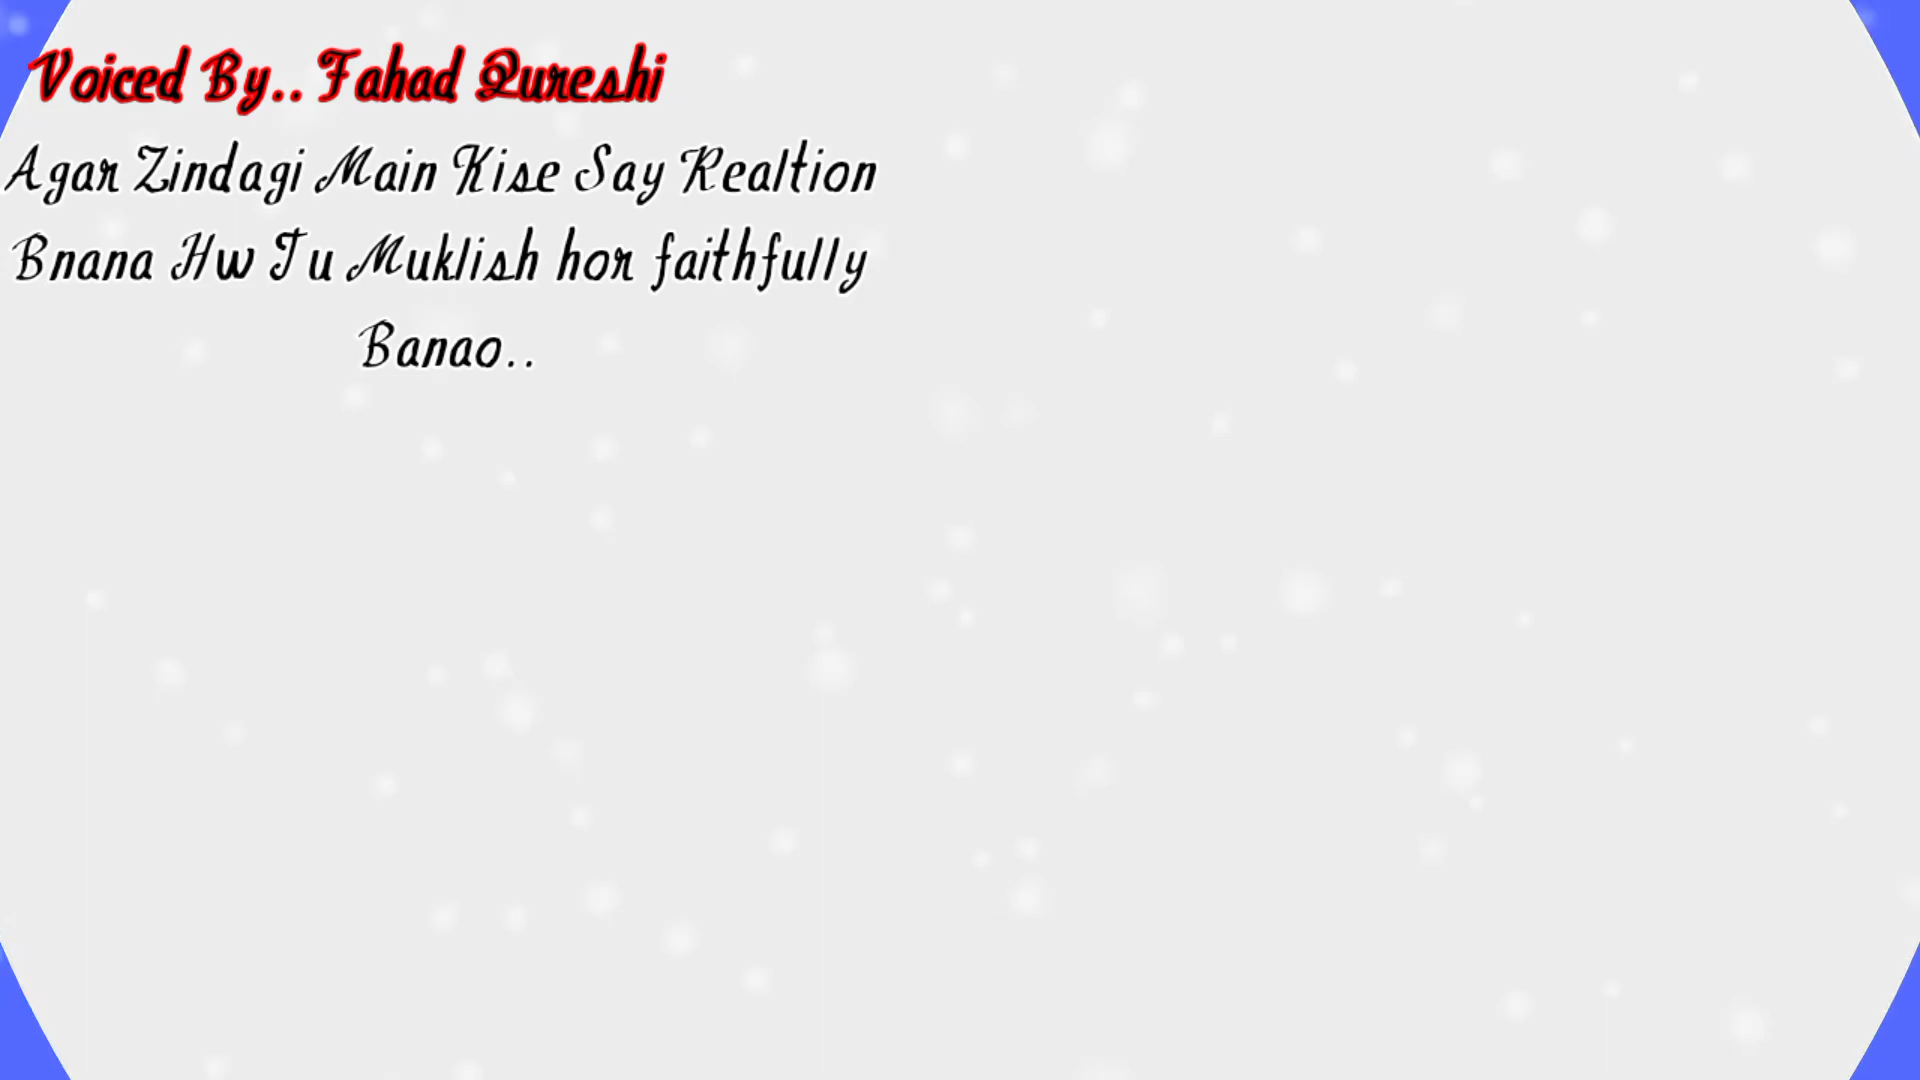 Voiced By.. Fahad Qureshi
Agar Zindagi Main Kise Say Realtion
Bnana Hw Tu Muklish hor faithfully
Banao..